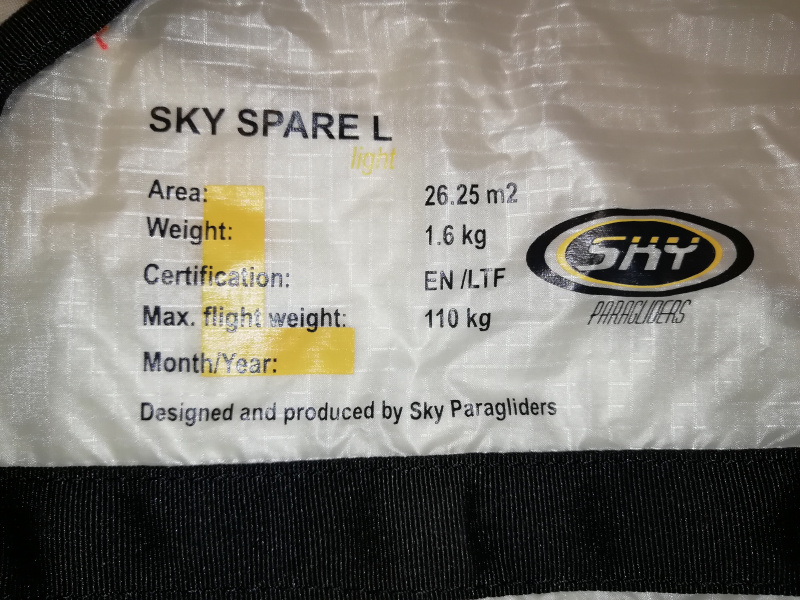 SKY SPARE L
light
Area: 26.25 m2
Weight: 1.6 kg
Certification: EN /LTF
Max. flight weight: 110 kg
Month/Year:
Designed and produced by Sky Paragliders
SKY
PARAGLIDERS